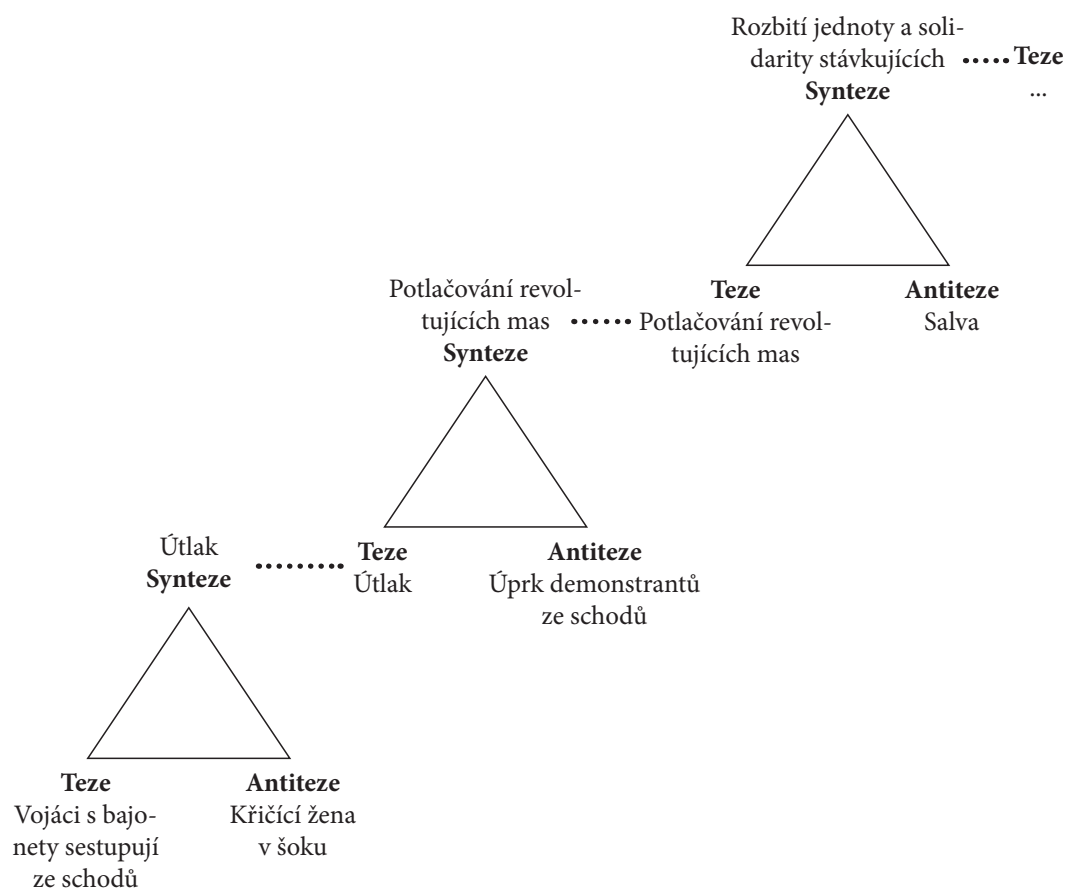 Rozbití jednoty a soli-
darity stávkujících ••••• Teze
Synteze
...
Teze
Potlačování revol-
tujících mas
Antiteze
Salva
Potlačování revol-
tujících mas ••••••
Synteze
Teze
Útlak
Antiteze
Úprk demonstrantů
ze schodů
Útlak
Synteze •••••••••
Teze
Vojáci s bajo-
nety sestupují
ze schodů
Antiteze
Křičící žena
v šoku